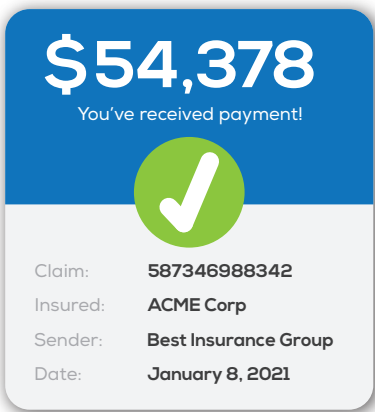 $54,378
You've received payment!
Claim: 587346988342
Insured: ACME Corp
Sender: Best Insurance Group
Date: January 8, 2021